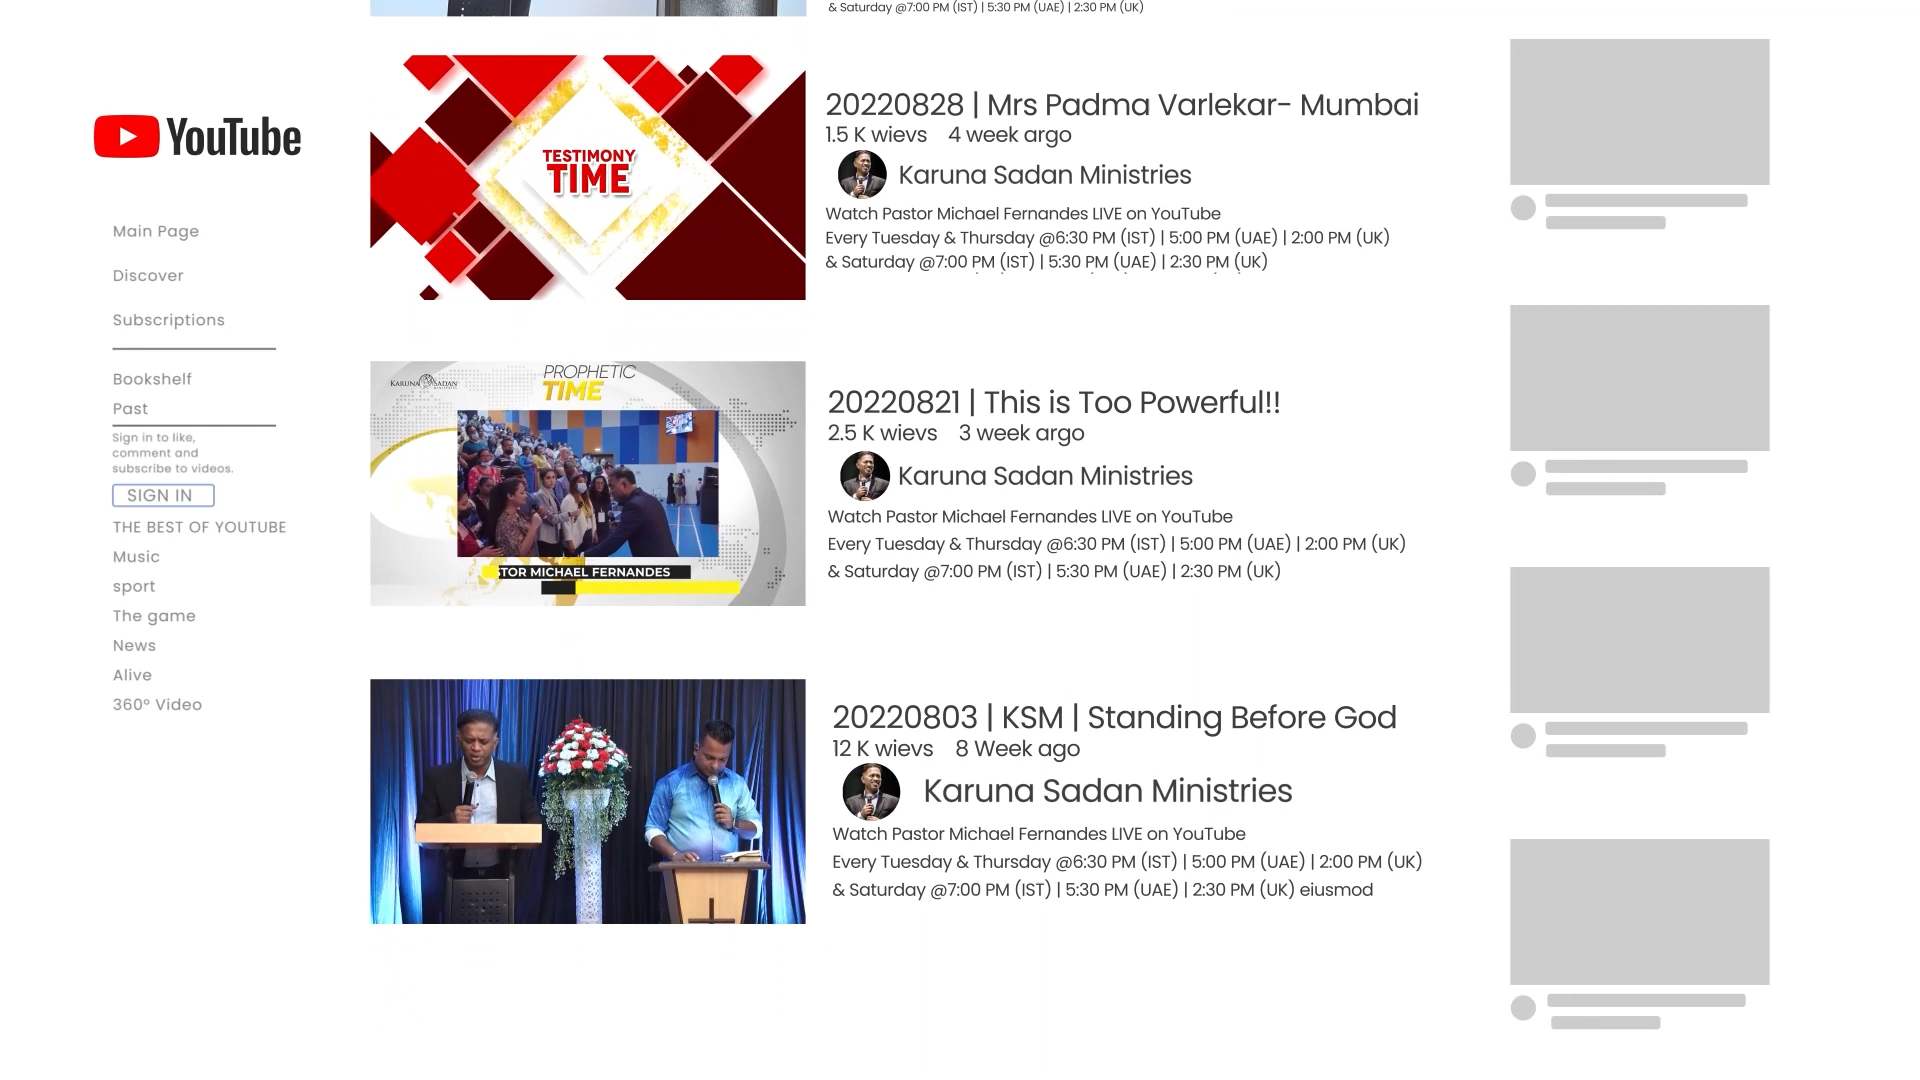 & Saturday @7:00 PM (IST) | 5:30 PM (UAE) | 2:30 PM (UK)
YouTube
Main Page
Discover
Subscriptions
Bookshelf
Past
Sign in to like,
comment and
subscribe to videos.
SIGN IN
THE BEST OF YOUTUBE
Music
sport
The game
News
Alive
360° Video
TESTIMONY
TIME
20220828 | Mrs Padma Varlekar- Mumbai
1.5 K wievs 4 week argo
Karuna Sadan Ministries
Watch Pastor Michael Fernandes LIVE on YouTube
Every Tuesday & Thursday @6:30 PM (IST) | 5:00 PM (UAE) | 2:00 PM (UK)
& Saturday @7:00 PM (IST) | 5:30 PM (UAE) | 2:30 PM (UK)
KARUNA SADAN
PROPHETIC
TIME
STOR MICHAEL FERNANDES
20220821 | This is Too Powerful!!
2.5 K wievs 3 week argo
Karuna Sadan Ministries
Watch Pastor Michael Fernandes LIVE on YouTube
Every Tuesday & Thursday @6:30 PM (IST) | 5:00 PM (UAE) | 2:00 PM (UK)
& Saturday @7:00 PM (IST) | 5:30 PM (UAE) | 2:30 PM (UK)
20220803 | KSM | Standing Before God
12 K wievs 8 Week ago
Karuna Sadan Ministries
Watch Pastor Michael Fernandes LIVE on YouTube
Every Tuesday & Thursday @6:30 PM (IST) | 5:00 PM (UAE) | 2:00 PM (UK)
& Saturday @7:00 PM (IST) | 5:30 PM (UAE) | 2:30 PM (UK) eiusmod